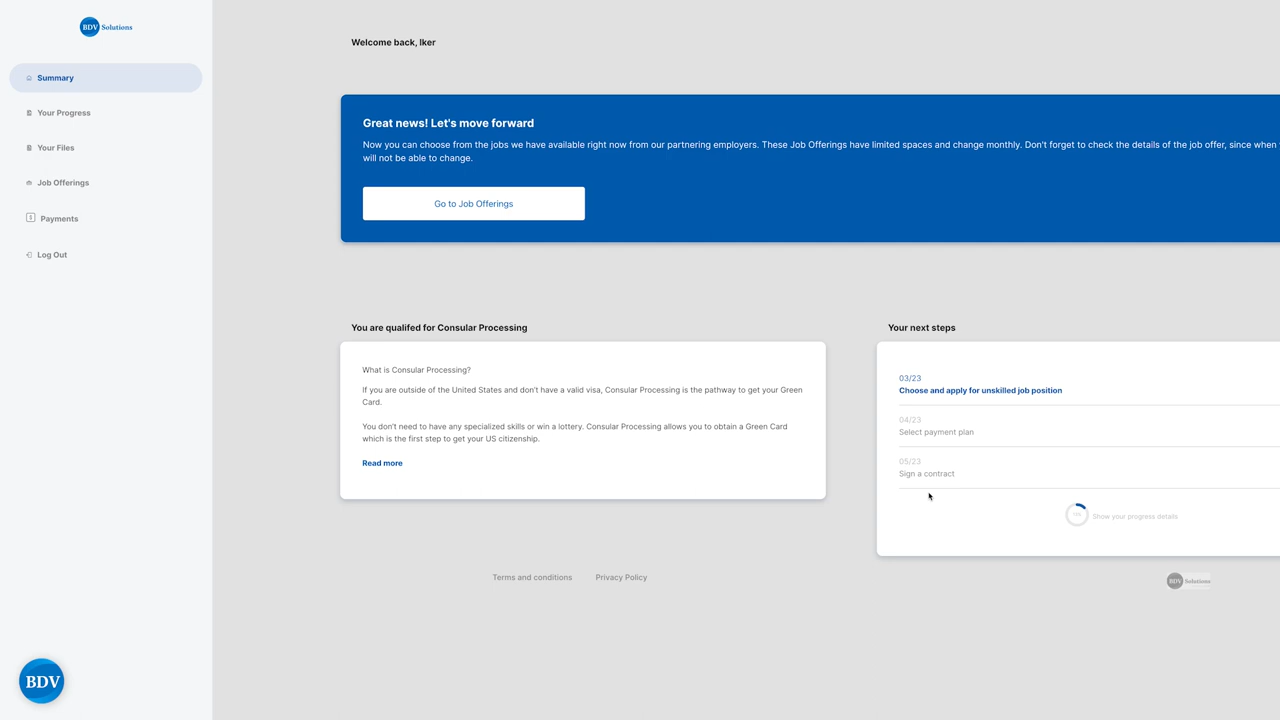 BDV Solutions
Summary
Your Progress
Your Files
Job Offerings
Payments
Log Out
BDV
Welcome back, Iker
Great news! Let's move forward
Now you can choose from the jobs we have available right now from our partnering employers. These Job Offerings have limited spaces and change monthly. Don't forget to check the details of the job offer, since when
will not be able to change.
Go to Job Offerings
You are qualifed for Consular Processing
What is Consular Processing?
If you are outside of the United States and don't have a valid visa, Consular Processing is the pathway to get your Green
Card.
You don't need to have any specialized skills or win a lottery. Consular Processing allows you to obtain a Green Card
which is the first step to get your US citizenship.
Read more
Your next steps
03/23
Choose and apply for unskilled job position
04/23
Select payment plan
05/23
Sign a contract
Show your progress details
Terms and conditions
Privacy Policy
BDV Solutions